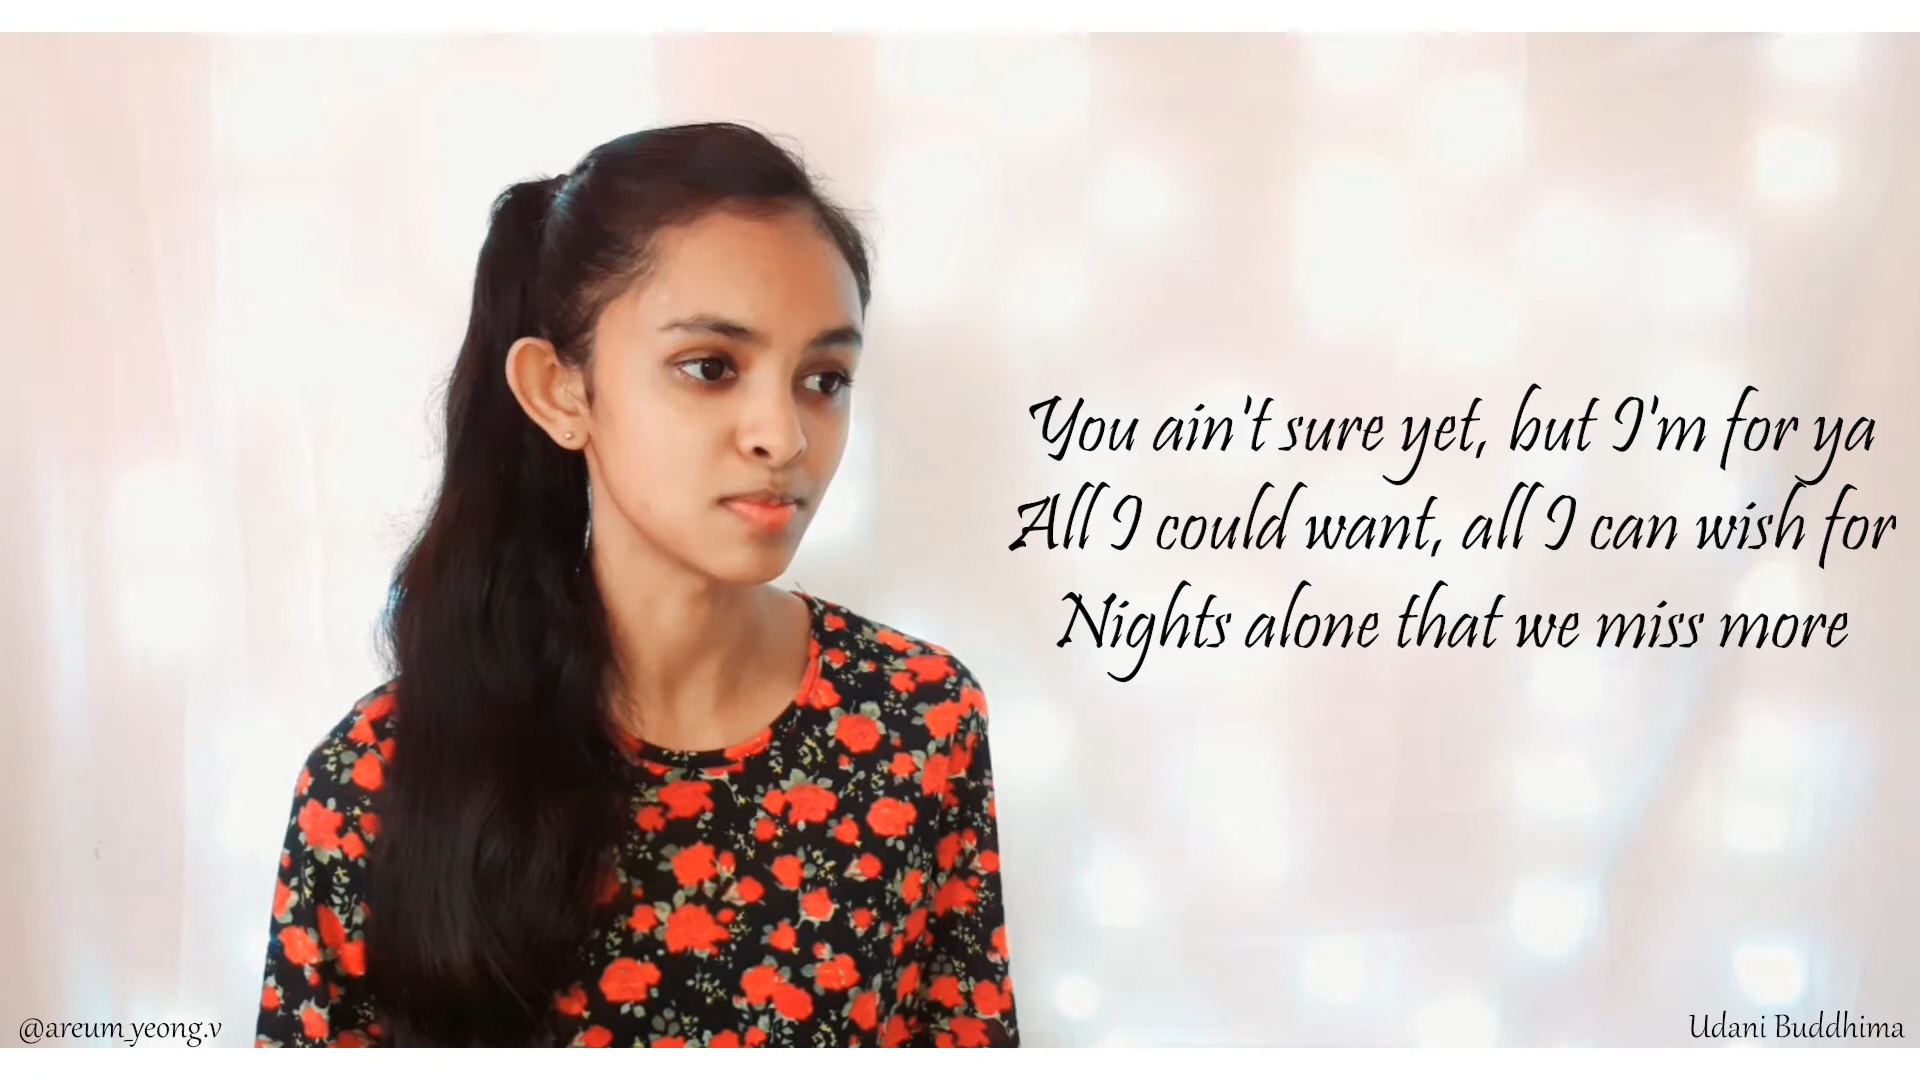 You ain't sure yet, but I'm for ya
All I could want, all I can wish for
Nights alone that we miss more
@areum_yeong.v
Udani Buddhima